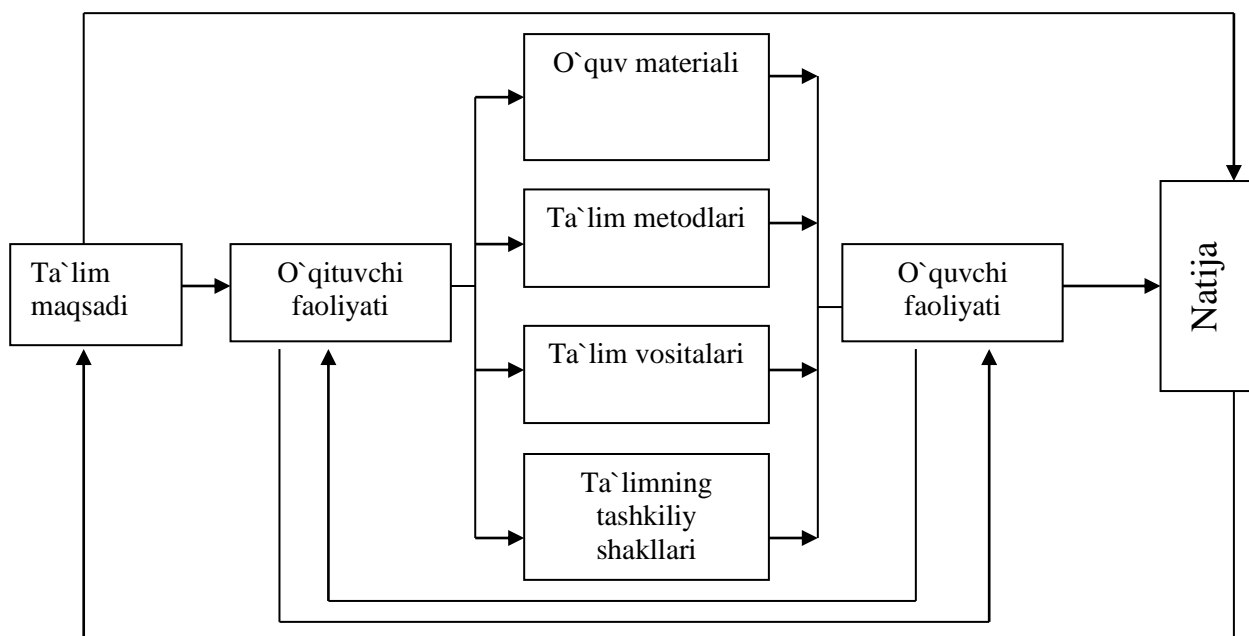 O`quv materiali
Ta`lim metodlari
Ta`lim
maqsadi
O`qituvchi
faoliyati
O`quvchi
faoliyati
Natija
Ta`lim vositalari
Ta`limning
tashkiliy
shakllari